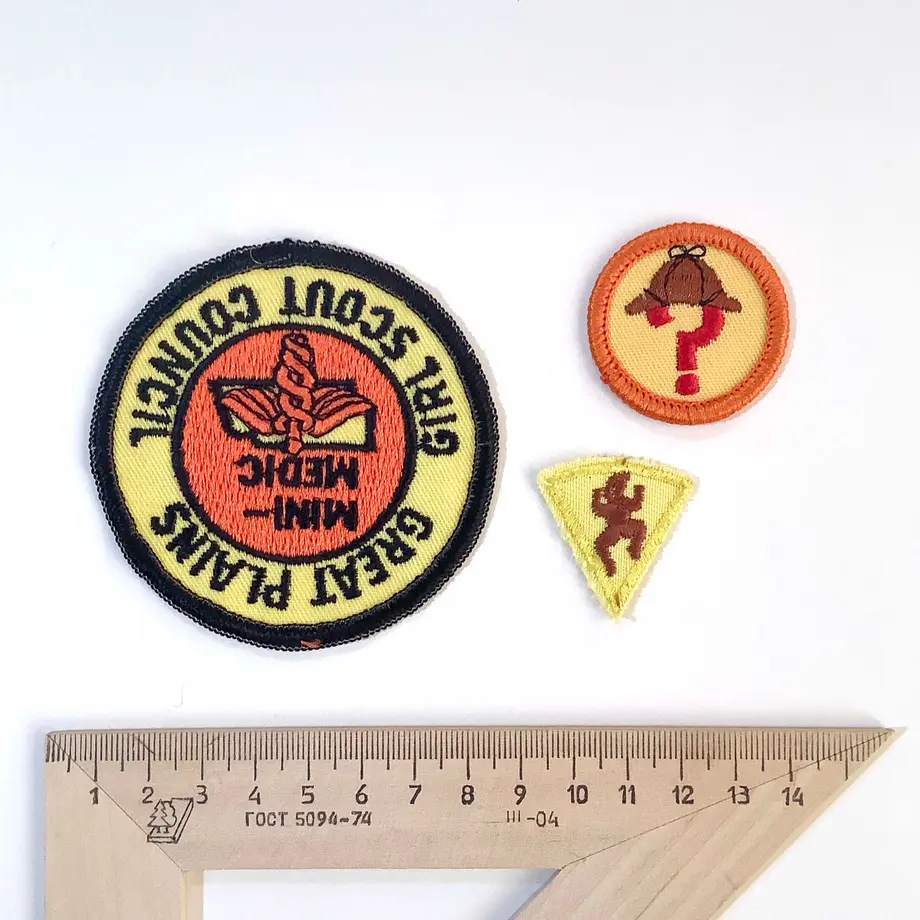 GREAT PLAINS
GIRL SCOUT COUNCIL
MINI-
MEDIC
?
1 2 3 4 5 6 7 8 9 10 11 12 13 14
ГОСТ 5094-74 Ш-04